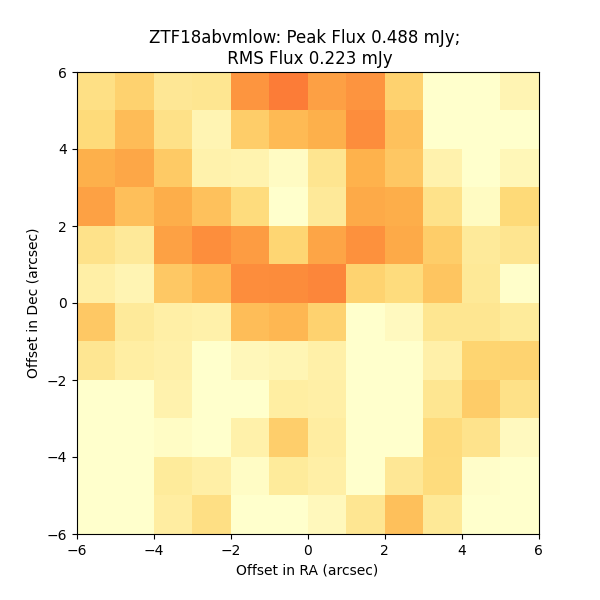 ZTF18abvmlow: Peak Flux 0.488 mJy;
RMS Flux 0.223 mJy
6
4
2
0
−2
−4
−6
Offset in Dec (arcsec)
−6 −4 −2 0 2 4 6
Offset in RA (arcsec)